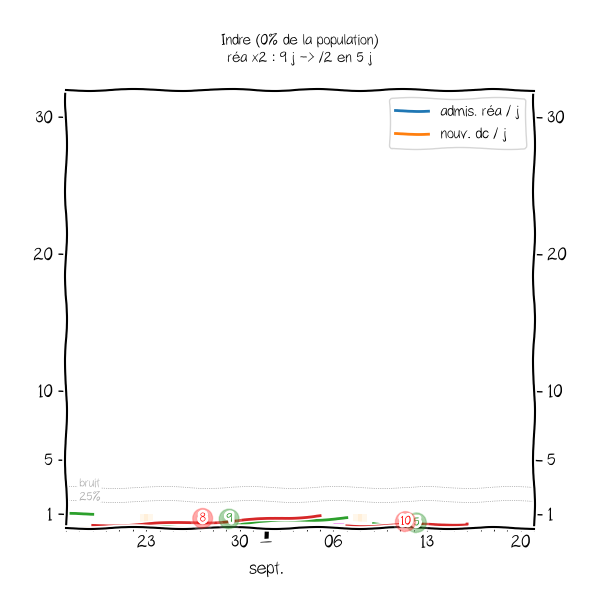 Indre (0% de la population)
réa x2 : 9 j -> /2 en 5 j
admis. réa / j
nouv. dc / j
30 30
20 20
10 10
5 5
bruit
25%
1 1
8 9 10 5
23 30 06 13 20
sept.